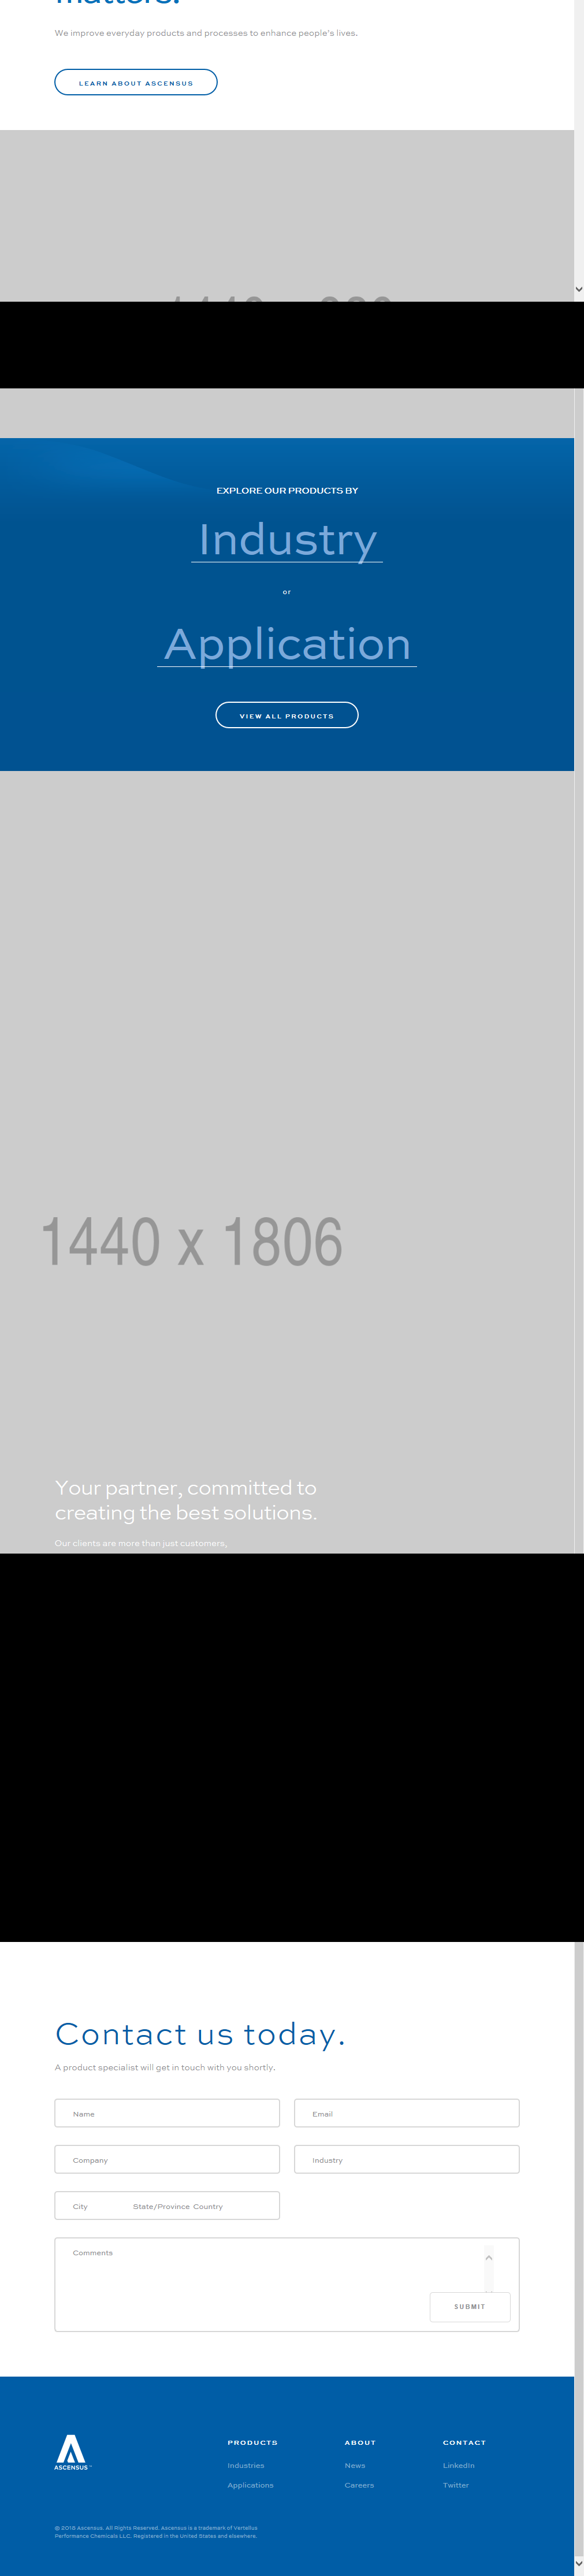 matters.
We improve everyday products and processes to enhance people's lives.
LEARN ABOUT ASCENSUS
EXPLORE OUR PRODUCTS BY
Industry
or
Application
VIEW ALL PRODUCTS
1440 x 1806
Your partner, committed to
creating the best solutions.
Our clients are more than just customers,
Contact us today.
A product specialist will get in touch with you shortly.
Name Email
Company Industry
City State/Province Country
Comments
SUBMIT
ASCENSUS
PRODUCTS ABOUT CONTACT
Industries News LinkedIn
Applications Careers Twitter
© 2018 Ascensus. All Rights Reserved. Ascensus is a trademark of Vertellus
Performance Chemicals LLC. Registered in the United States and elsewhere.